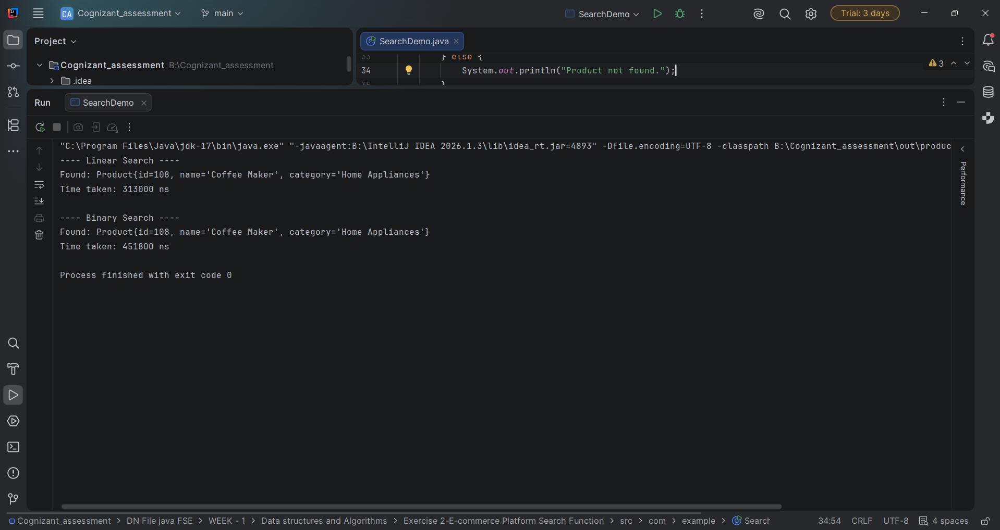 CA Cognizant_assessment main SearchDemo Trial: 3 days
Project
SearchDemo.java
Cognizant_assessment B:\Cognizant_assessment
.idea
33 } else {
34 System.out.println("Product not found.");
35 }
3
Run SearchDemo
"C:\Program Files\Java\jdk-17\bin\java.exe" "-javaagent:B:\IntelliJ IDEA 2026.1.3\lib\idea_rt.jar=4893" -Dfile.encoding=UTF-8 -classpath B:\Cognizant_assessment\out\produc
---- Linear Search ----
Found: Product{id=108, name='Coffee Maker', category='Home Appliances'}
Time taken: 313000 ns
---- Binary Search ----
Found: Product{id=108, name='Coffee Maker', category='Home Appliances'}
Time taken: 451800 ns
Process finished with exit code 0
Performance
Cognizant_assessment > DN File java FSE > WEEK - 1 > Data structures and Algorithms > Exercise 2-E-commerce Platform Search Function > src > com > example > Search
34:54 CRLF UTF-8 4 spaces